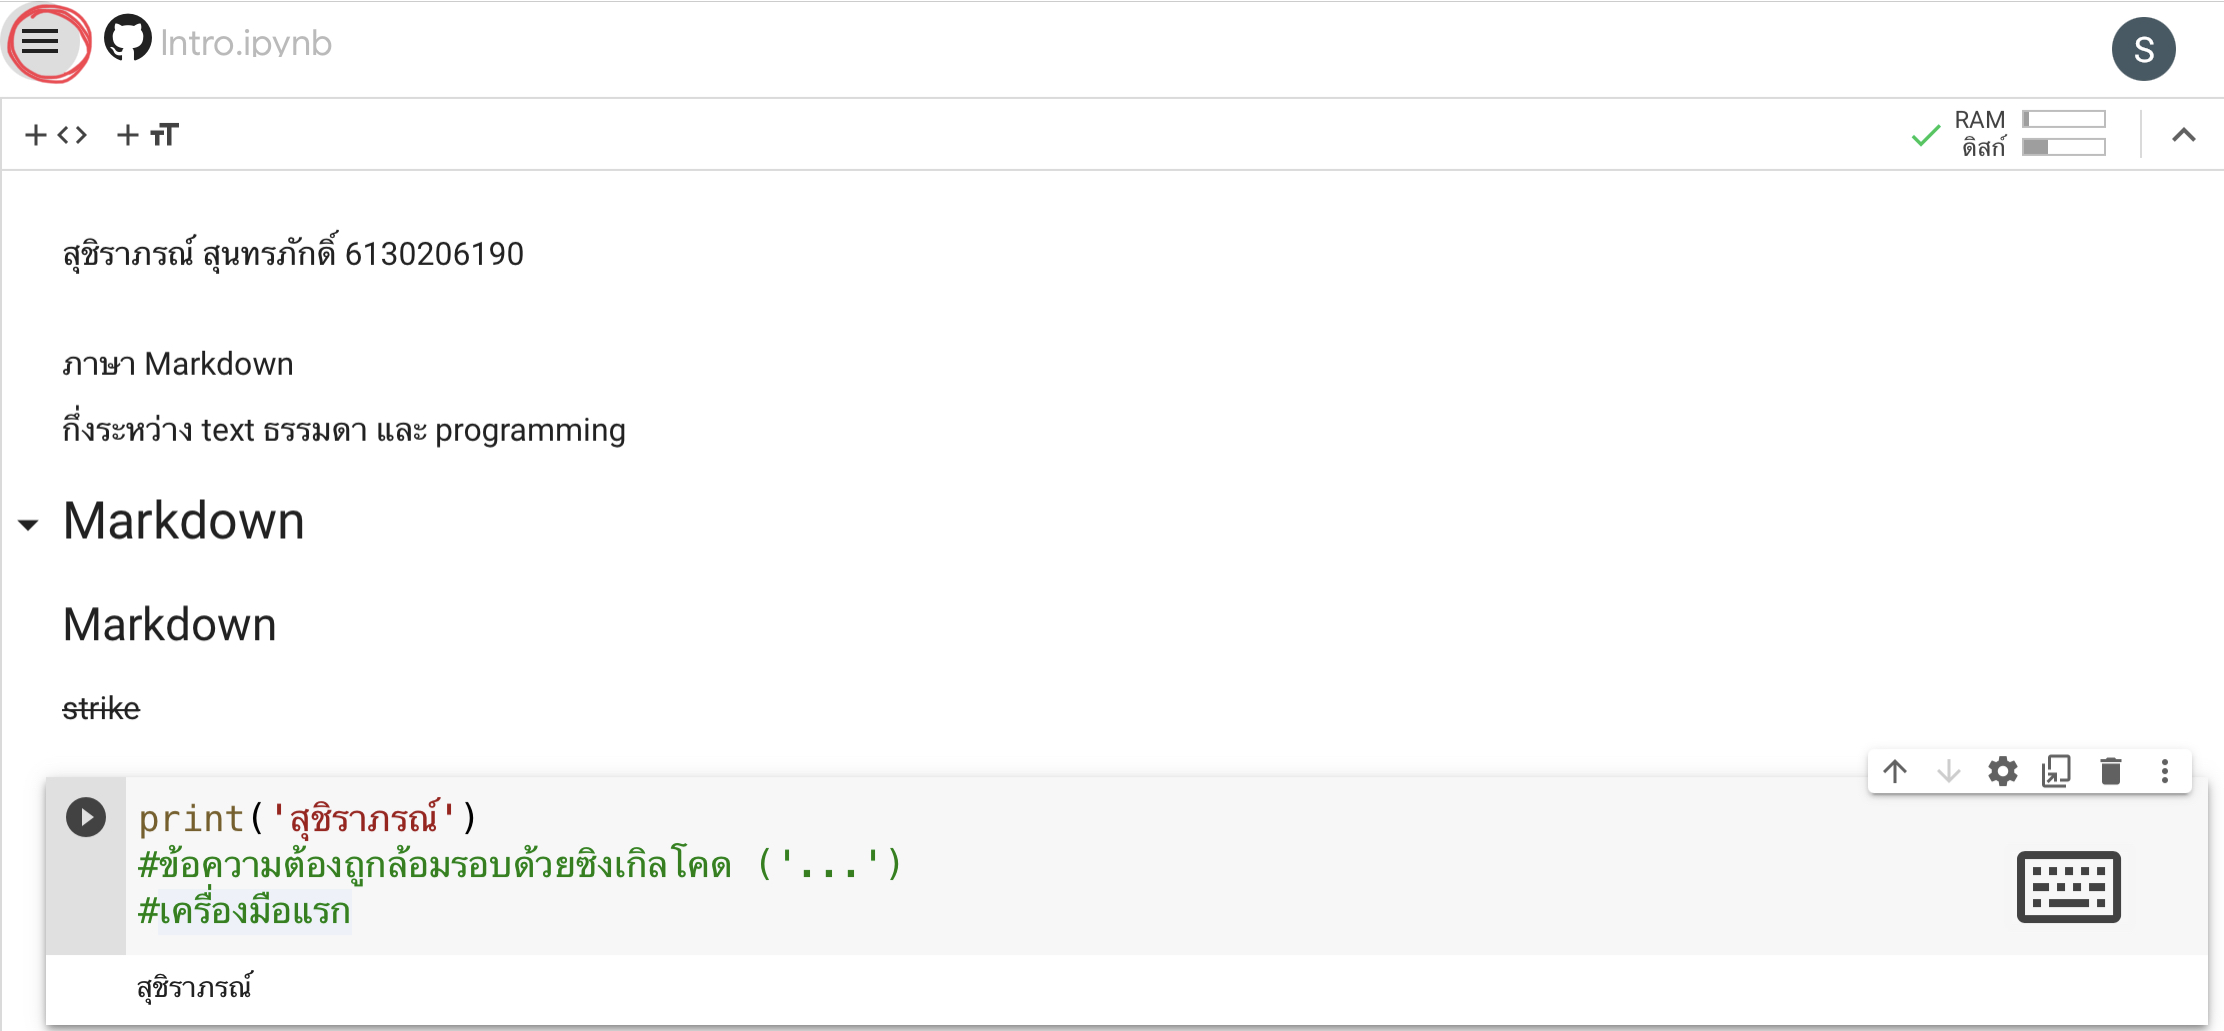 Intro.ipynb
S
RAM
ดิสก์
สุชิราภรณ์ สุนทรภักดิ์ 6130206190
ภาษา Markdown
กึ่งระหว่าง text ธรรมดา และ programming
Markdown
Markdown
strike
print('สุชิราภรณ์')
#ข้อความต้องถูกล้อมรอบด้วยซิงเกิลโคด ('...')
#เครื่องมือแรก
สุชิราภรณ์